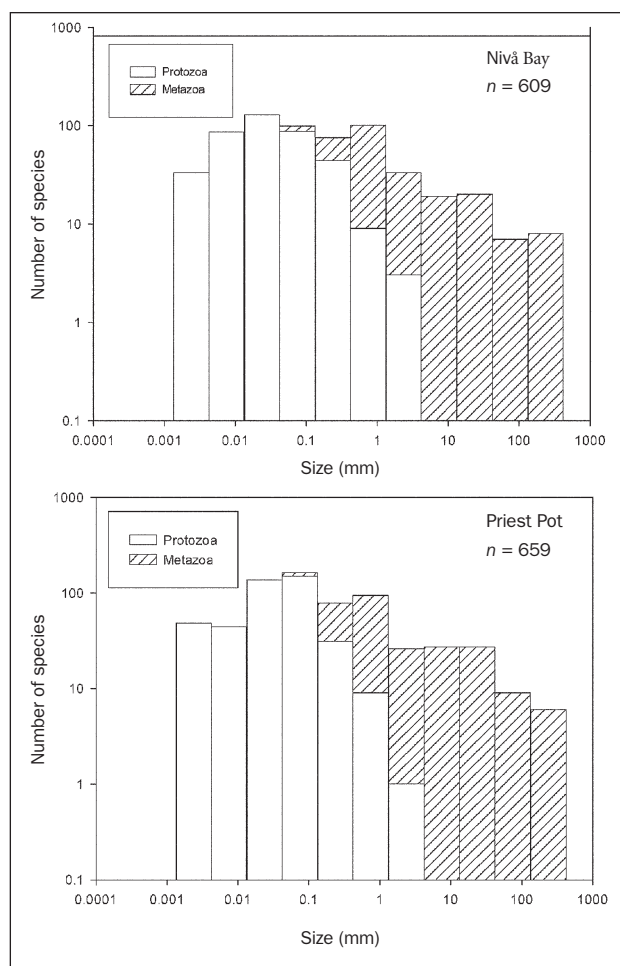 1000
Nivå Bay
Protozoa
Metazoa
n = 609
100
10
1
0.1
Number of species
0.0001 0.001 0.01 0.1 1 10 100 1000
Size (mm)
1000
Priest Pot
Protozoa
Metazoa
n = 659
100
10
1
0.1
Number of species
0.0001 0.001 0.01 0.1 1 10 100 1000
Size (mm)